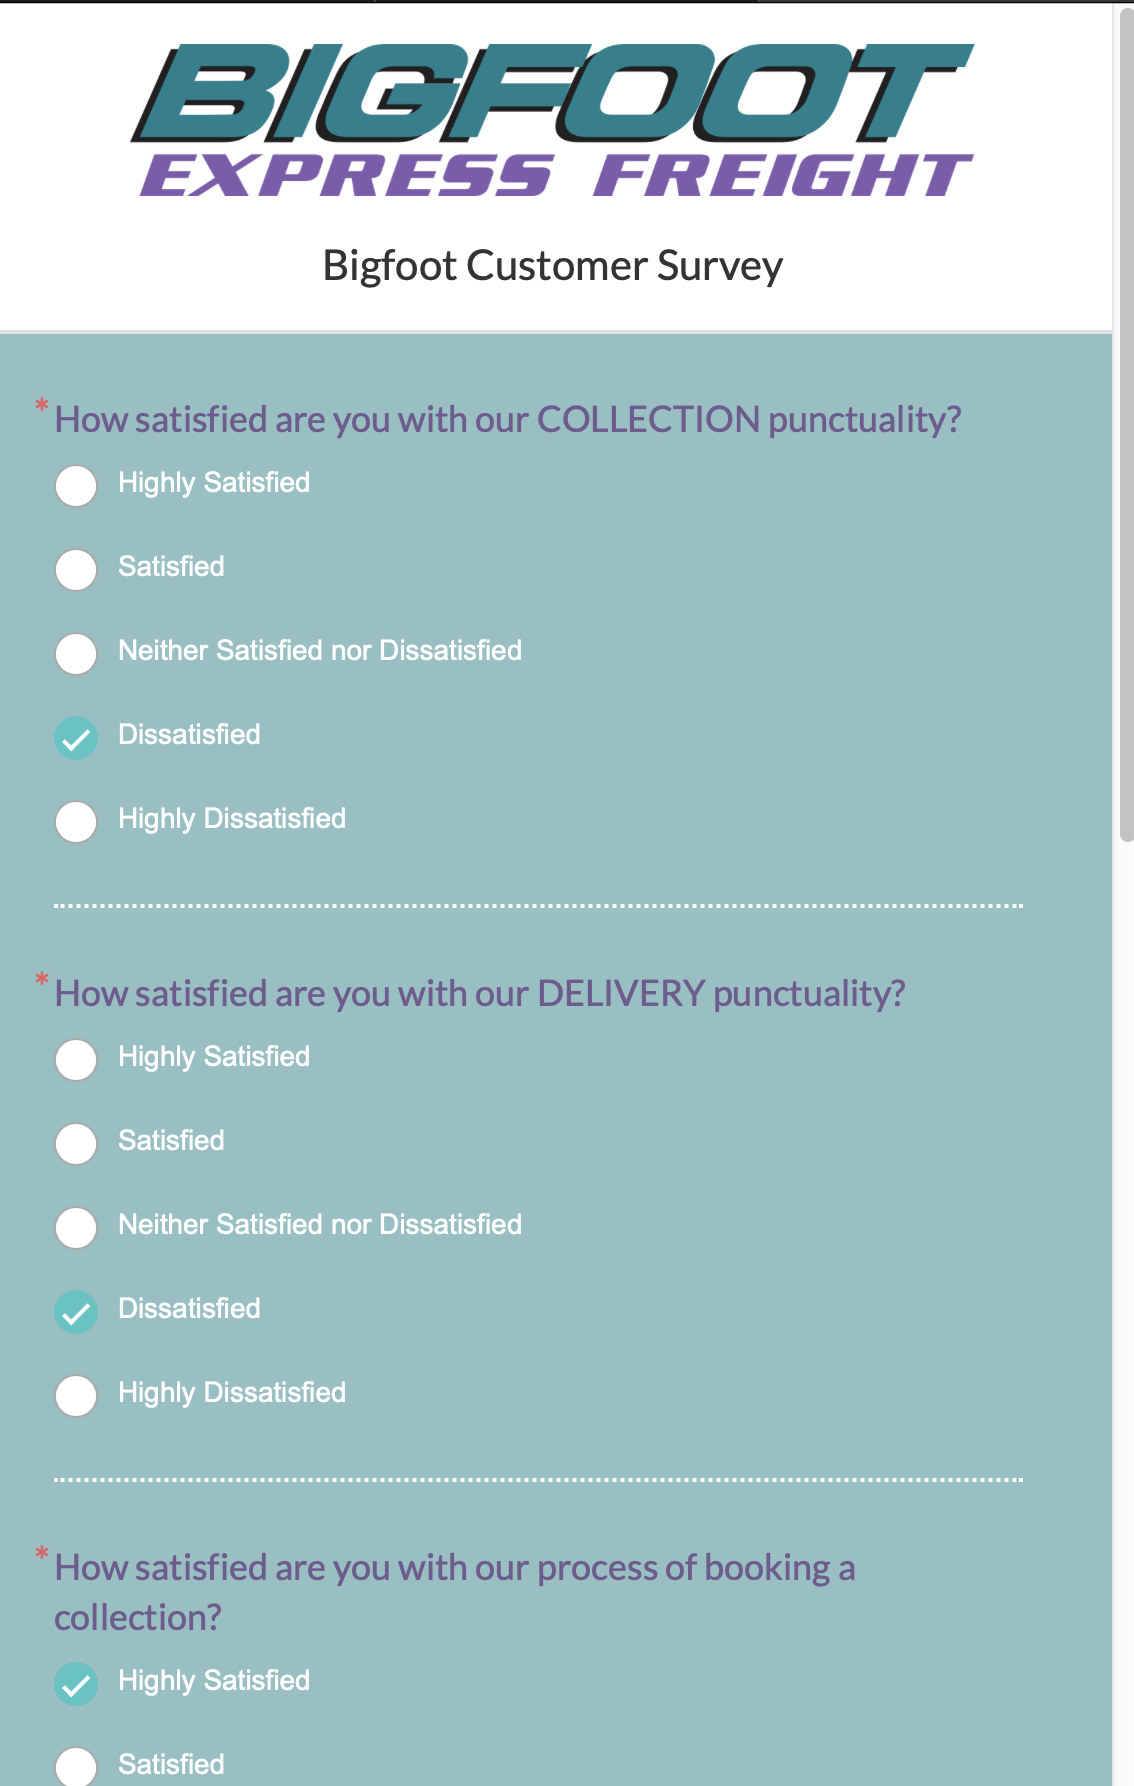 BIGFOOT
EXPRESS FREIGHT
Bigfoot Customer Survey
* How satisfied are you with our COLLECTION punctuality?
Highly Satisfied
Satisfied
Neither Satisfied nor Dissatisfied
Dissatisfied
Highly Dissatisfied
* How satisfied are you with our DELIVERY punctuality?
Highly Satisfied
Satisfied
Neither Satisfied nor Dissatisfied
Dissatisfied
Highly Dissatisfied
* How satisfied are you with our process of booking a
collection?
Highly Satisfied
Satisfied